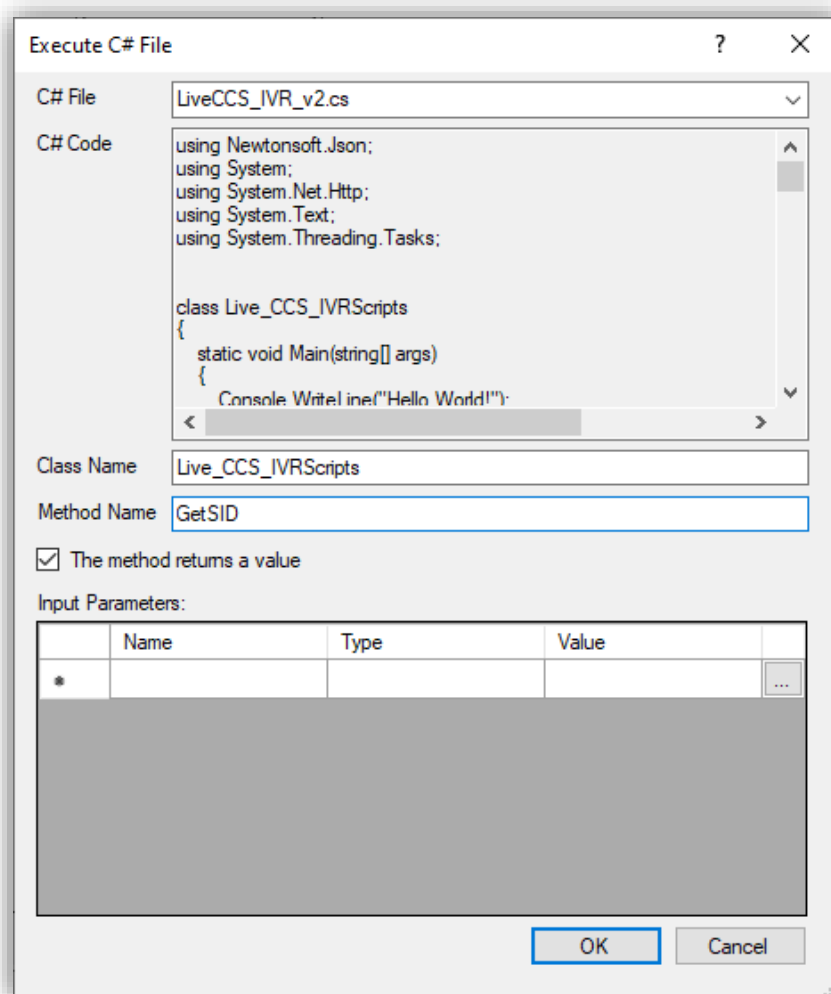 Execute C# File
?
C# File
LiveCCS_IVR_v2.cs
C# Code
using Newtonsoft.Json;
using System;
using System.Net.Http;
using System.Text;
using System.Threading.Tasks;
class Live_CCS_IVRScripts
{
static void Main(string[] args)
{
Console.WriteLine("Hello World!");
Class Name
Live_CCS_IVRScripts
Method Name
GetSID
The method returns a value
Input Parameters:
Name Type Value
...
OK Cancel